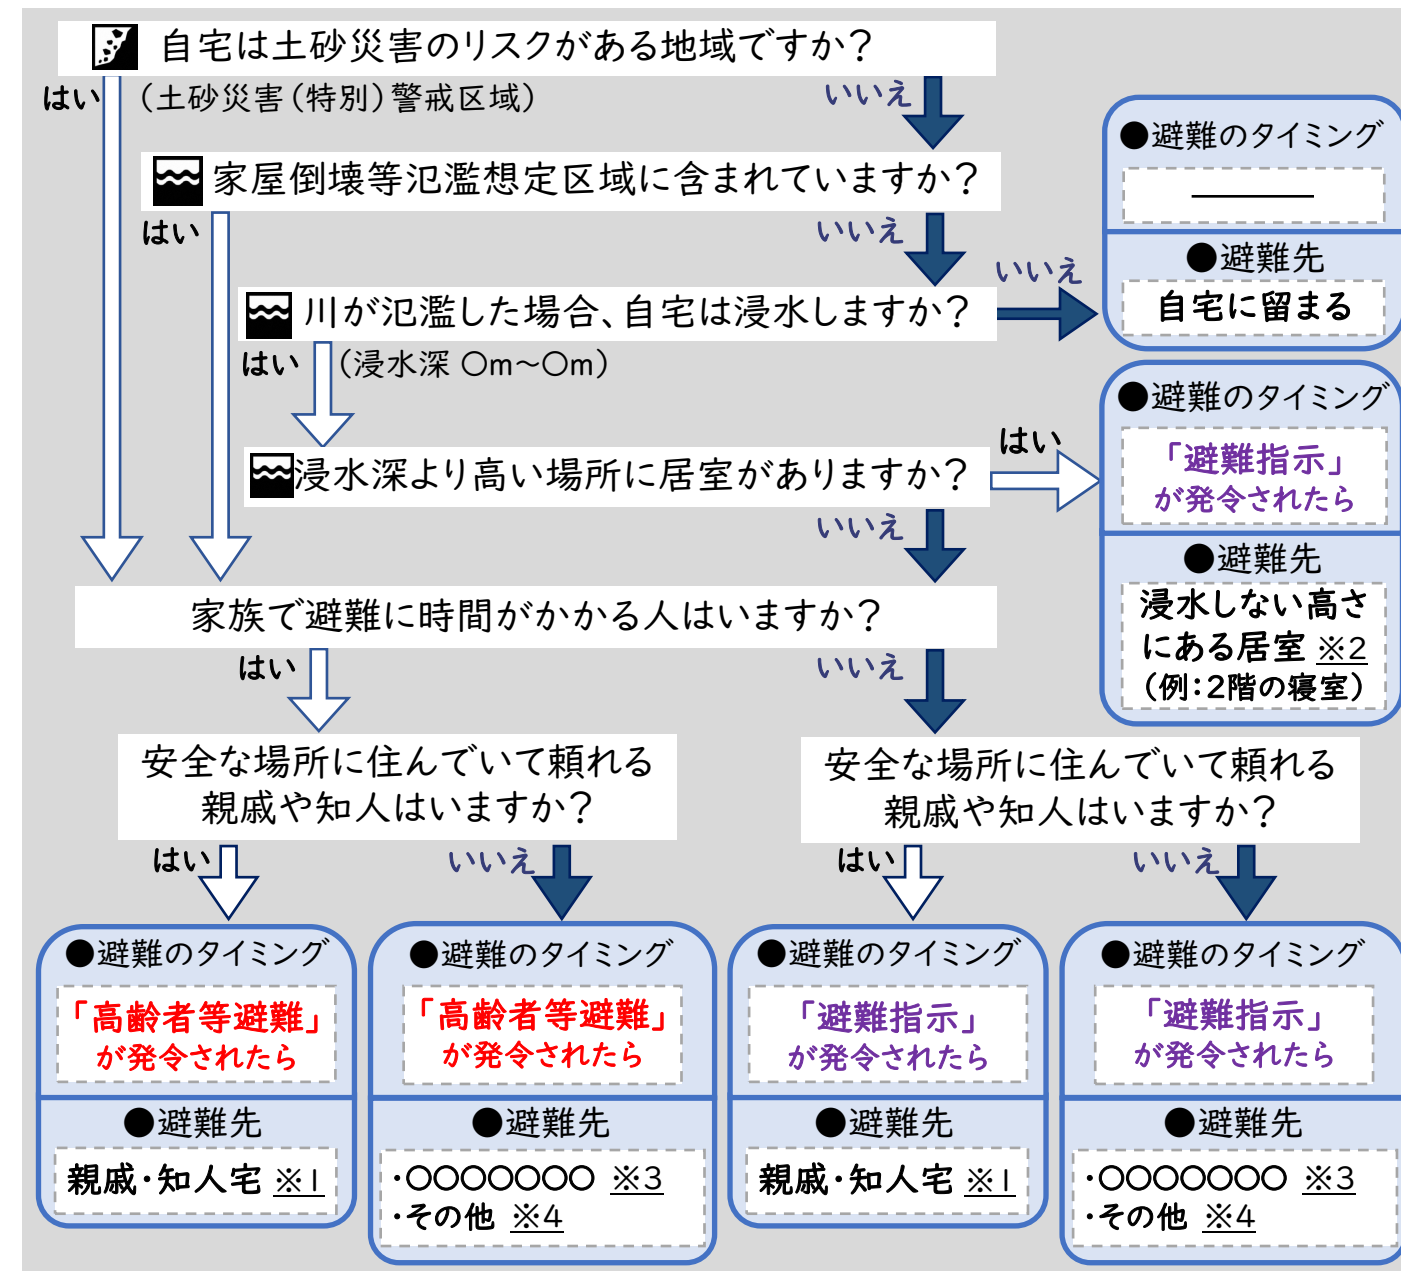 自宅は土砂災害のリスクがある地域ですか？
はい
（土砂災害（特別）警戒区域）
いいえ
家屋倒壊等氾濫想定区域に含まれていますか？
はい
いいえ
川が氾濫した場合、自宅は浸水しますか？
いいえ
はい
（浸水深 〇m～〇m）
●避難のタイミング
―――
●避難先
自宅に留まる
浸水深より高い場所に居室がありますか？
はい
いいえ
●避難のタイミング
「避難指示」
が発令されたら
●避難先
浸水しない高さ
にある居室 ※2
（例：2階の寝室）
家族で避難に時間がかかる人はいますか？
はい
いいえ
安全な場所に住んでいて頼れる
親戚や知人はいますか？
はい
いいえ
安全な場所に住んでいて頼れる
親戚や知人はいますか？
はい
いいえ
●避難のタイミング
「高齢者等避難」
が発令されたら
●避難先
親戚・知人宅 ※1
●避難のタイミング
「高齢者等避難」
が発令されたら
●避難先
・〇〇〇〇〇〇〇 ※3
・その他 ※4
●避難のタイミング
「避難指示」
が発令されたら
●避難先
親戚・知人宅 ※1
●避難のタイミング
「避難指示」
が発令されたら
●避難先
・〇〇〇〇〇〇〇 ※3
・その他 ※4